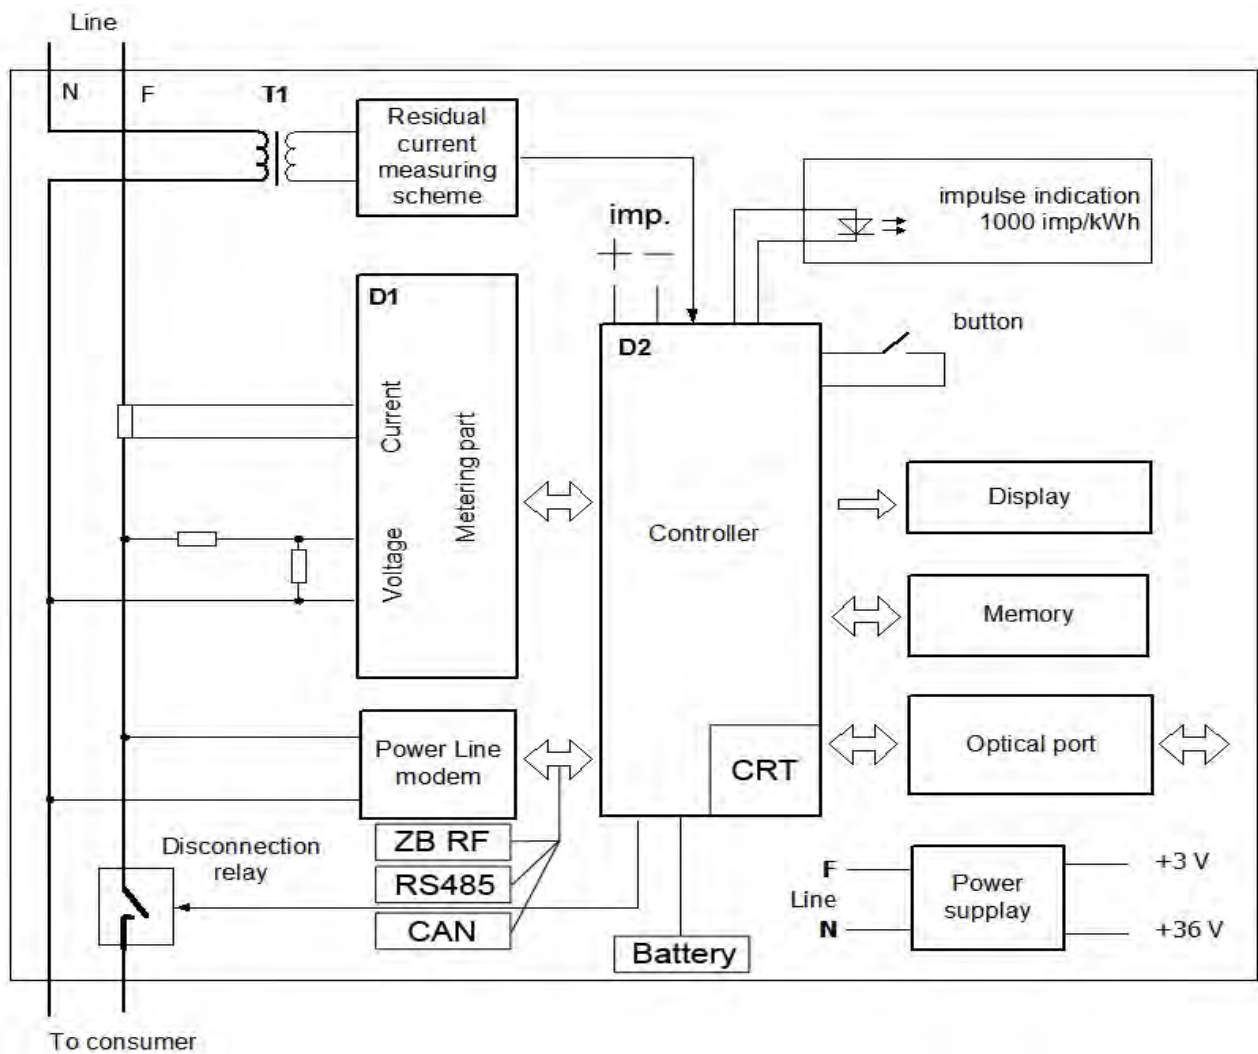 Line
N
F
T1
Residual
current
measuring
scheme
imp.
+ —
impulse indication
1000 imp/kWh
D1
Current
Voltage
Metering part
D2
Controller
CRT
button
Display
Memory
Optical port
Power Line
modem
ZB RF
RS485
CAN
Disconnection
relay
Battery
F
Line
N
Power
supplay
+3 V
+36 V
To consumer